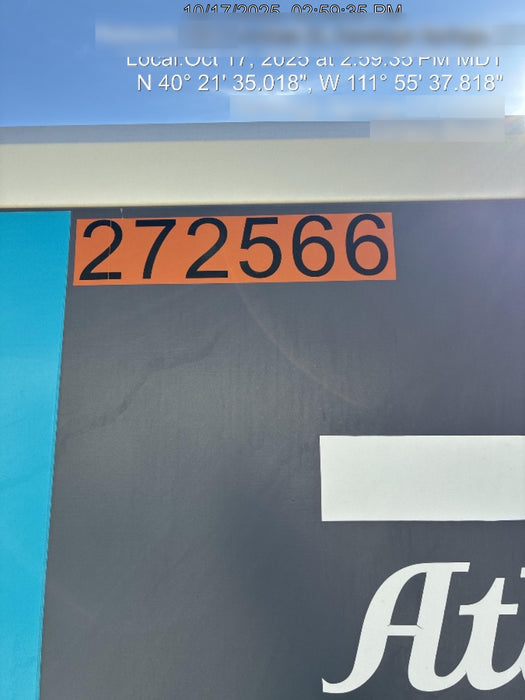 10/17/2025, 02:59:35 PM
Local:Oct 17, 2025 at 2:59:35 PM MDT
N 40° 21' 35.018", W 111° 55' 37.818"
272566